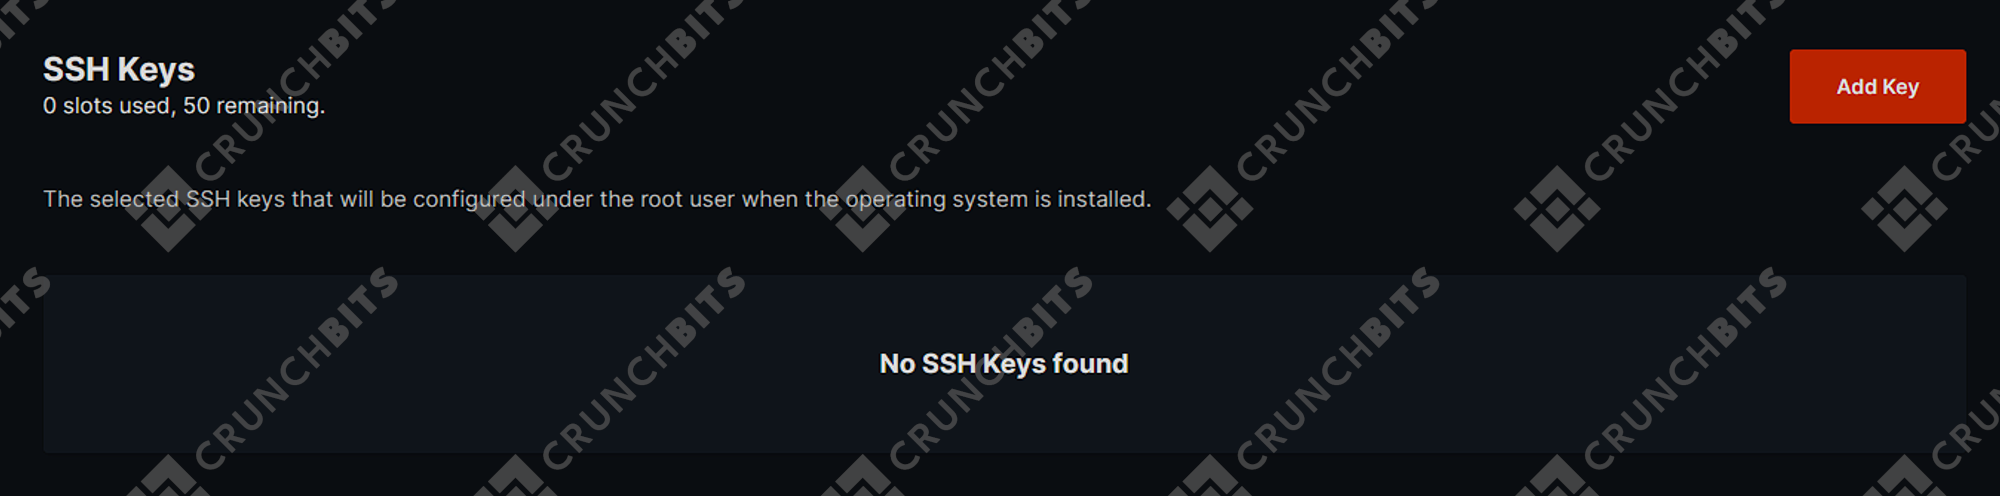 SSH Keys
0 slots used, 50 remaining.
Add Key
The selected SSH keys that will be configured under the root user when the operating system is installed.
No SSH Keys found
CRUNCHBITS
CRUNCHBITS
CRUNCHBITS
CRUNCHBITS
CRUNCHBITS
CRUNCHBITS
CRUNCHBITS
CRUNCHBITS
CRUNCHBITS
CRUNCHBITS